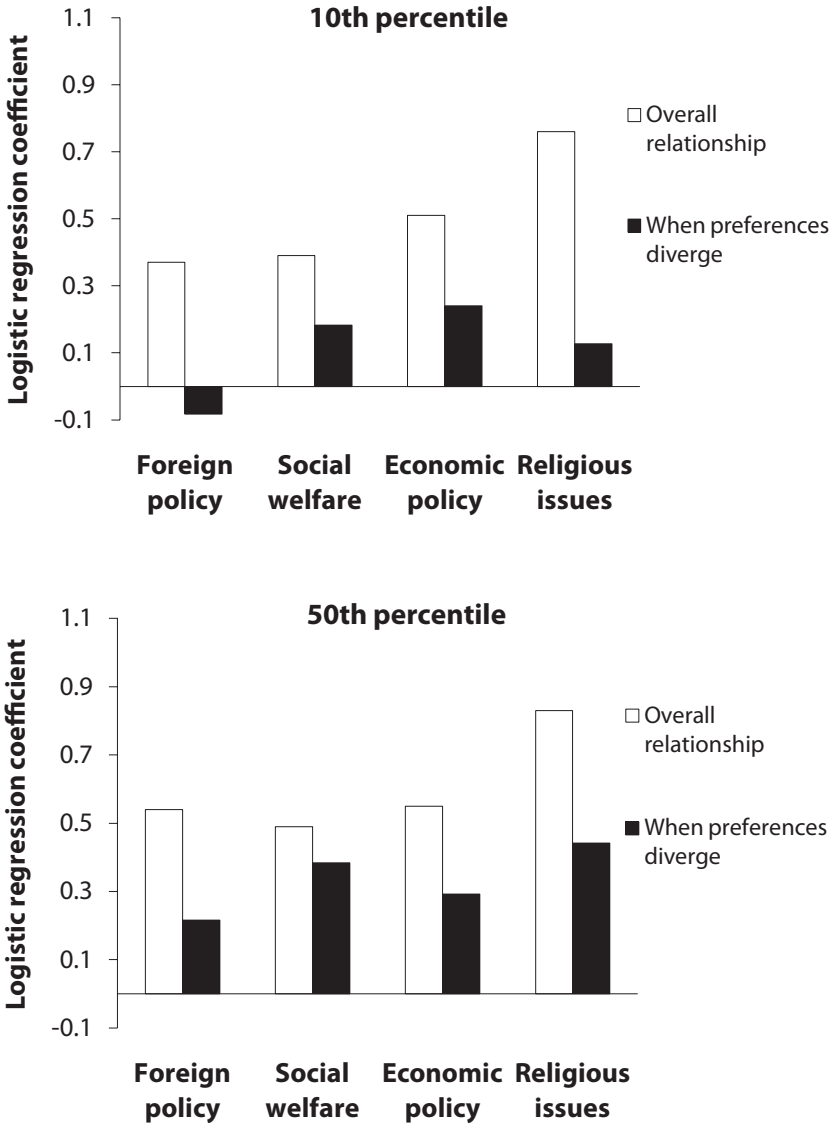 10th percentile
Logistic regression coefficient
1.1
0.9
0.7
0.5
0.3
0.1
-0.1
Overall
relationship
When preferences
diverge
Foreign
policy
Social
welfare
Economic
policy
Religious
issues
50th percentile
Logistic regression coefficient
1.1
0.9
0.7
0.5
0.3
0.1
-0.1
Overall
relationship
When preferences
diverge
Foreign
policy
Social
welfare
Economic
policy
Religious
issues